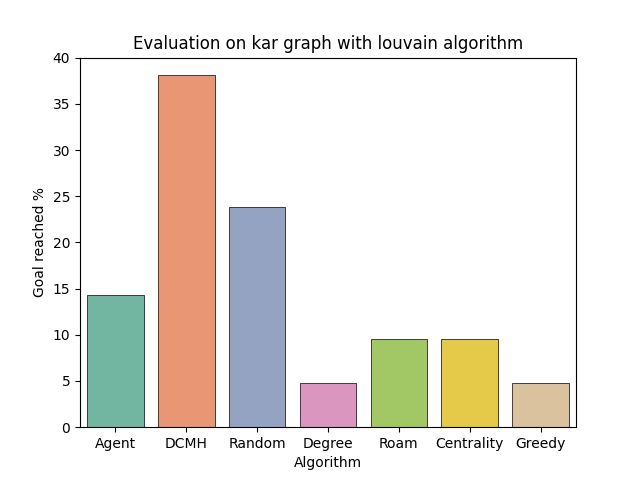 Evaluation on kar graph with louvain algorithm
Goal reached %
40
35
30
25
20
15
10
5
0
Agent DCMH Random Degree Roam Centrality Greedy
Algorithm